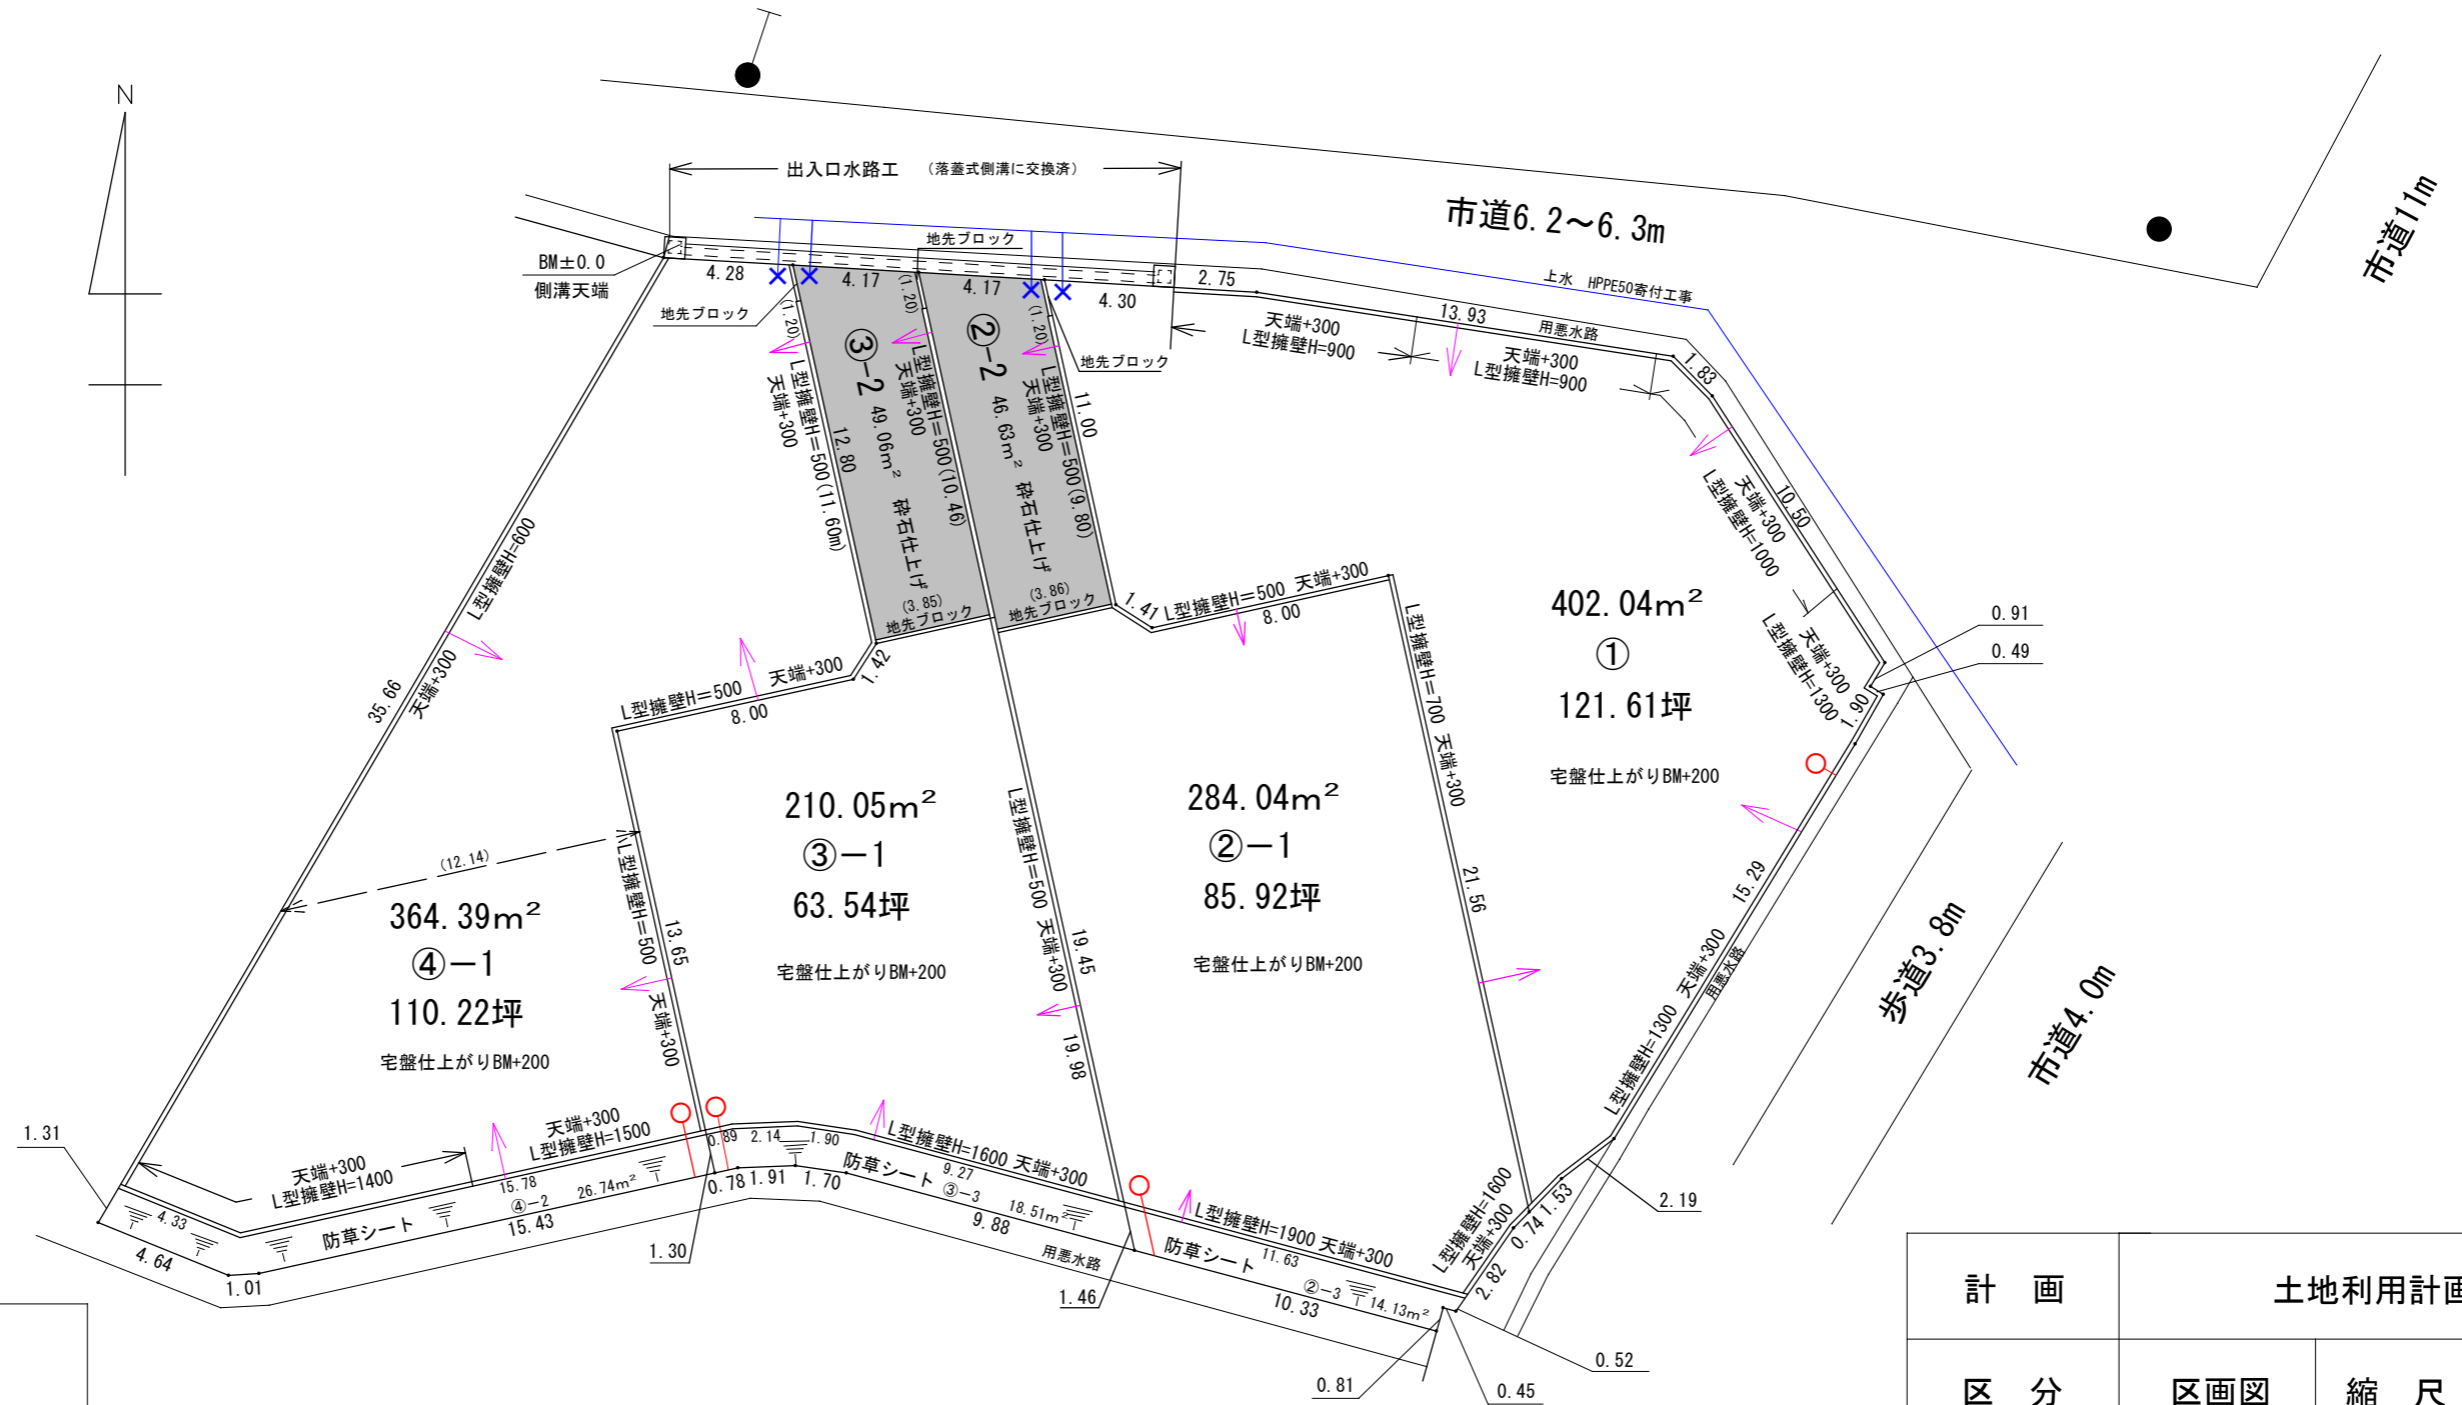 N
出入口水路工 （落蓋式側溝に交換済）
市道6.2～6.3m
市道11m
BM±0.0
側溝天端
地先ブロック
4.28
4.17
4.17
4.30
2.75
地先ブロック
地先ブロック
(1.20)
(1.20)
(1.20)
上水 HPPE50寄付工事
13.93
用悪水路
天端+300
L型擁壁H=900
天端+300
L型擁壁H=900
1.83
③-2 49.06m² 砕石仕上げ
②-2 46.63m² 砕石仕上げ
L型擁壁H=500(11.60m)
天端+300
12.80
L型擁壁H=500(10.46)
天端+300
L型擁壁H=500(9.80)
天端+300
11.00
10.50
天端+300
L型擁壁H=1000
天端+300
L型擁壁H=1300
0.91
0.49
1.90
L型擁壁H=600
天端+300
35.66
(3.85)
地先ブロック
(3.86)
地先ブロック
1.41
L型擁壁H=500 天端+300
8.00
1.42
L型擁壁H=500 天端+300
8.00
402.04m²
①
121.61坪
宅盤仕上がりBM+200
L型擁壁H=700 天端+300
21.56
210.05m²
③-1
63.54坪
宅盤仕上がりBM+200
284.04m²
②-1
85.92坪
宅盤仕上がりBM+200
364.39m²
④-1
110.22坪
宅盤仕上がりBM+200
(12.14)
L型擁壁H=500 天端+300
13.65
L型擁壁H=500 天端+300
19.45
19.98
15.29
L型擁壁H=1300 天端+300
用悪水路
歩道3.8m
市道4.0m
1.31
天端+300
L型擁壁H=1400
天端+300
L型擁壁H=1500
15.78
④-2
26.74m²
防草シート
15.43
4.33
4.64
1.01
0.89
2.14
1.90
0.78
1.91
1.70
1.30
L型擁壁H=1600 天端+300
防草シート
9.27
③-3
18.51m²
9.88
用悪水路
1.46
L型擁壁H=1900 天端+300
防草シート
11.63
②-3
14.13m²
10.33
L型擁壁H=1600
天端+300
2.82
0.74
1.53
2.19
0.52
0.45
0.81
計 画
土地利用計画
区 分
区画図
縮 尺